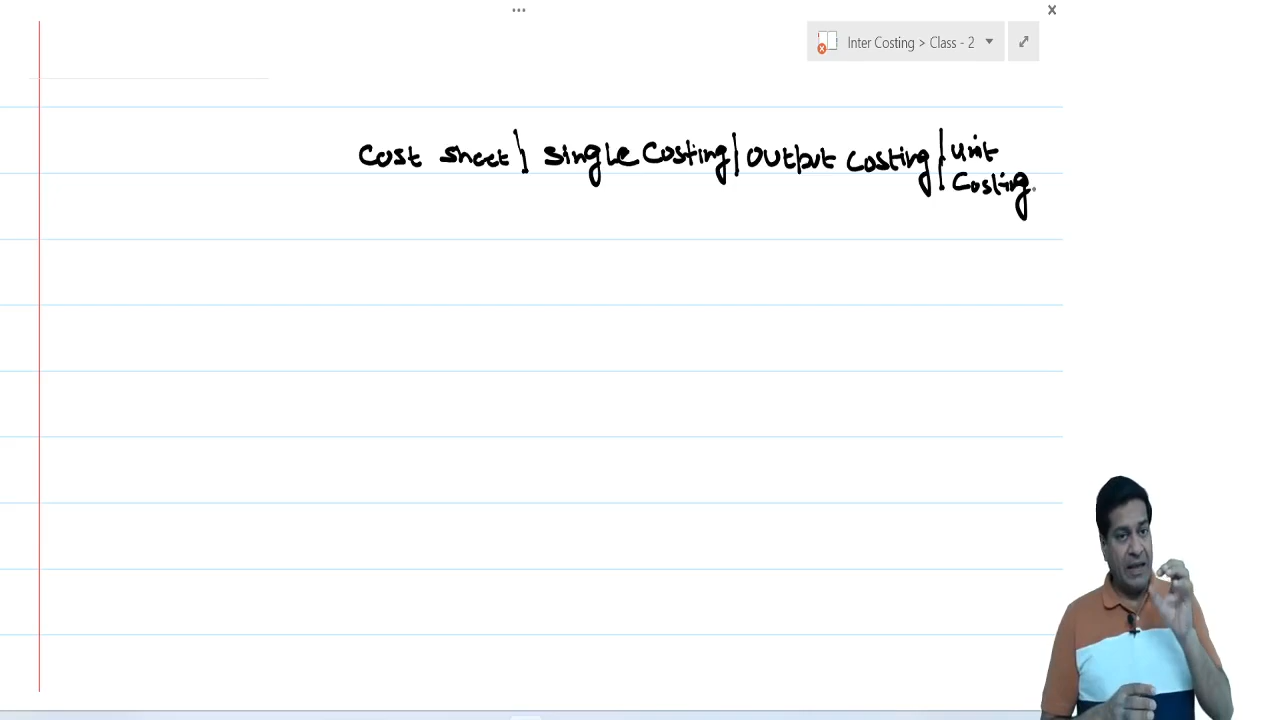 ...
×
Inter Costing > Class - 2
Cost sheet | Single Costing | Output Costing | Unit
Costing.